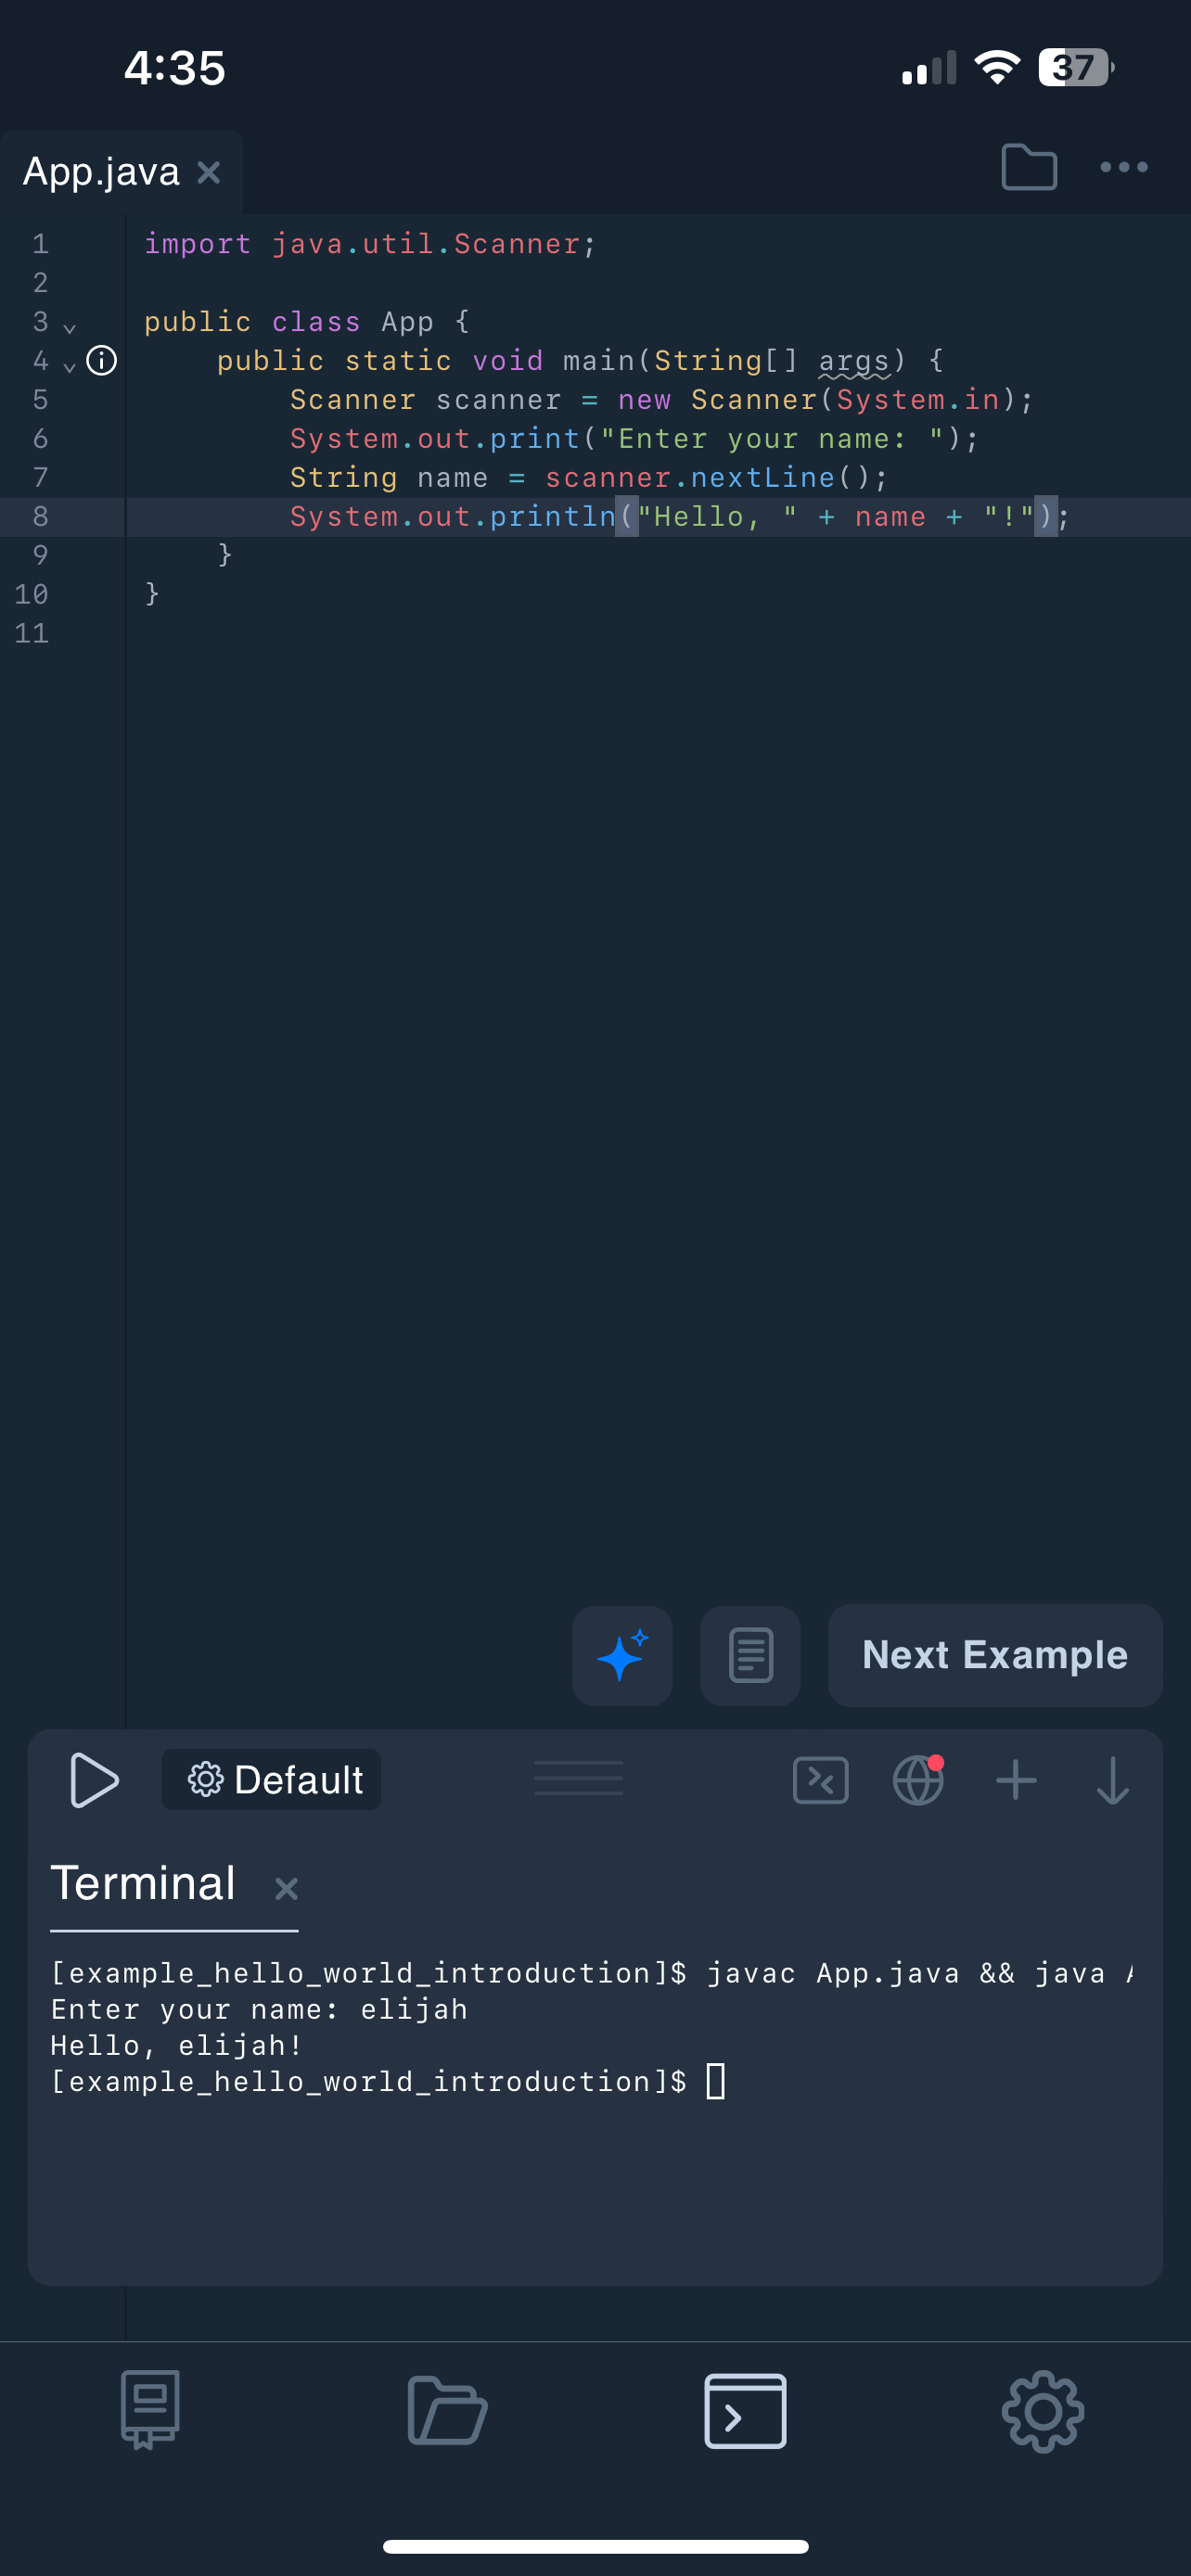 4:35
37
App.java
1 import java.util.Scanner;
2
3 public class App {
4     public static void main(String[] args) {
5         Scanner scanner = new Scanner(System.in);
6         System.out.print("Enter your name: ");
7         String name = scanner.nextLine();
8         System.out.println("Hello, " + name + "!");
9     }
10 }
11
Next Example
Default
Terminal
[example_hello_world_introduction]$ javac App.java && java
Enter your name: elijah
Hello, elijah!
[example_hello_world_introduction]$